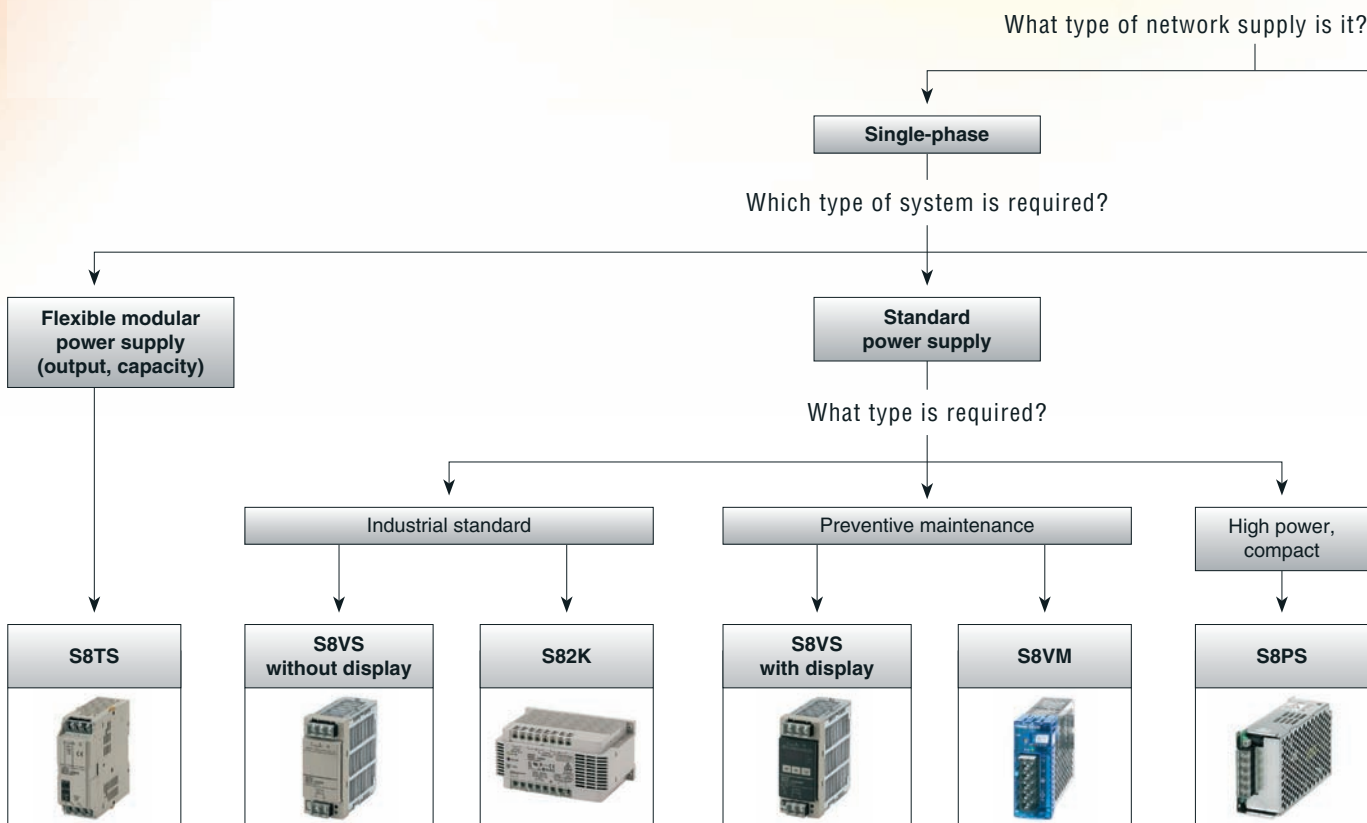 What type of network supply is it?
Single-phase
Which type of system is required?
Flexible modular
power supply
(output, capacity)
Standard
power supply
What type is required?
Industrial standard
Preventive maintenance
High power,
compact
S8TS
S8VS
without display
S82K
S8VS
with display
S8VM
S8PS